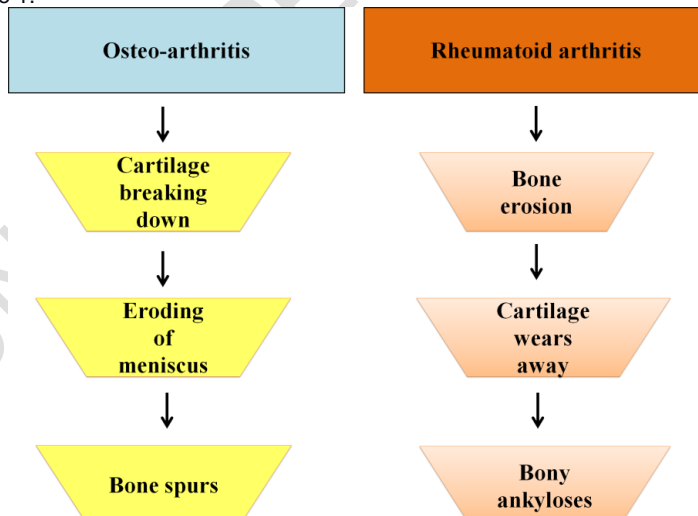 Osteo-arthritis
Cartilage
breaking
down
Eroding
of
meniscus
Bone spurs
Rheumatoid arthritis
Bone
erosion
Cartilage
wears
away
Bony
ankyloses